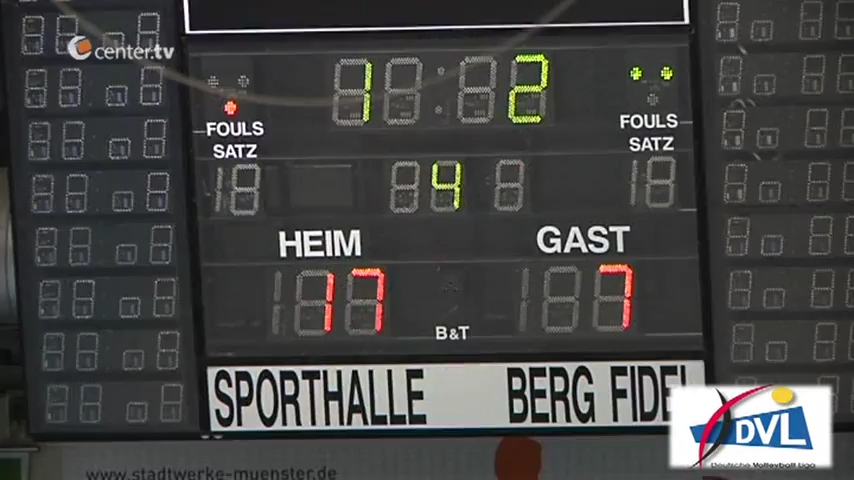 center.tv
1 2
FOULS FOULS
SATZ SATZ
4
HEIM GAST
17 7
B&T
SPORTHALLE BERG FIDEL
www.stadtwerke-muenster.de
DVL
Deutsche Volleyball Liga